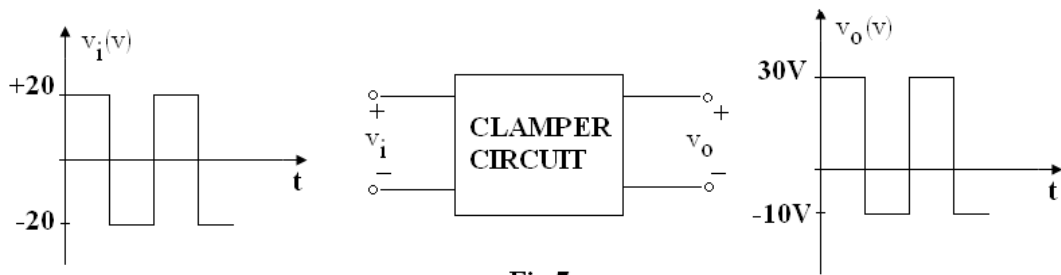 v_i(v)
+20
t
-20
+
v_i
−
CLAMPER
CIRCUIT
+
v_o
−
v_o(v)
30V
t
-10V